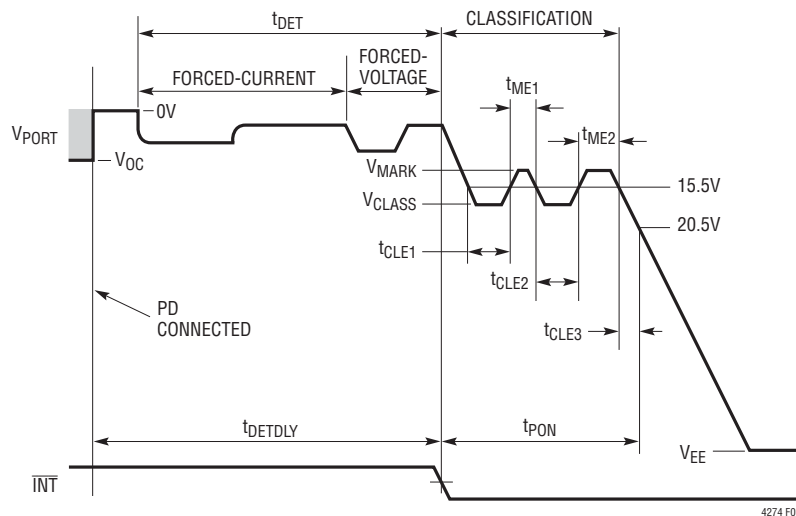 tDET
CLASSIFICATION
FORCED-CURRENT
FORCED-
VOLTAGE
tME1
0V
VPORT
VOC
tME2
VMARK
15.5V
VCLASS
20.5V
tCLE1
tCLE2
PD
CONNECTED
tCLE3
tDETDLY
tPON
VEE
INT
4274 F0